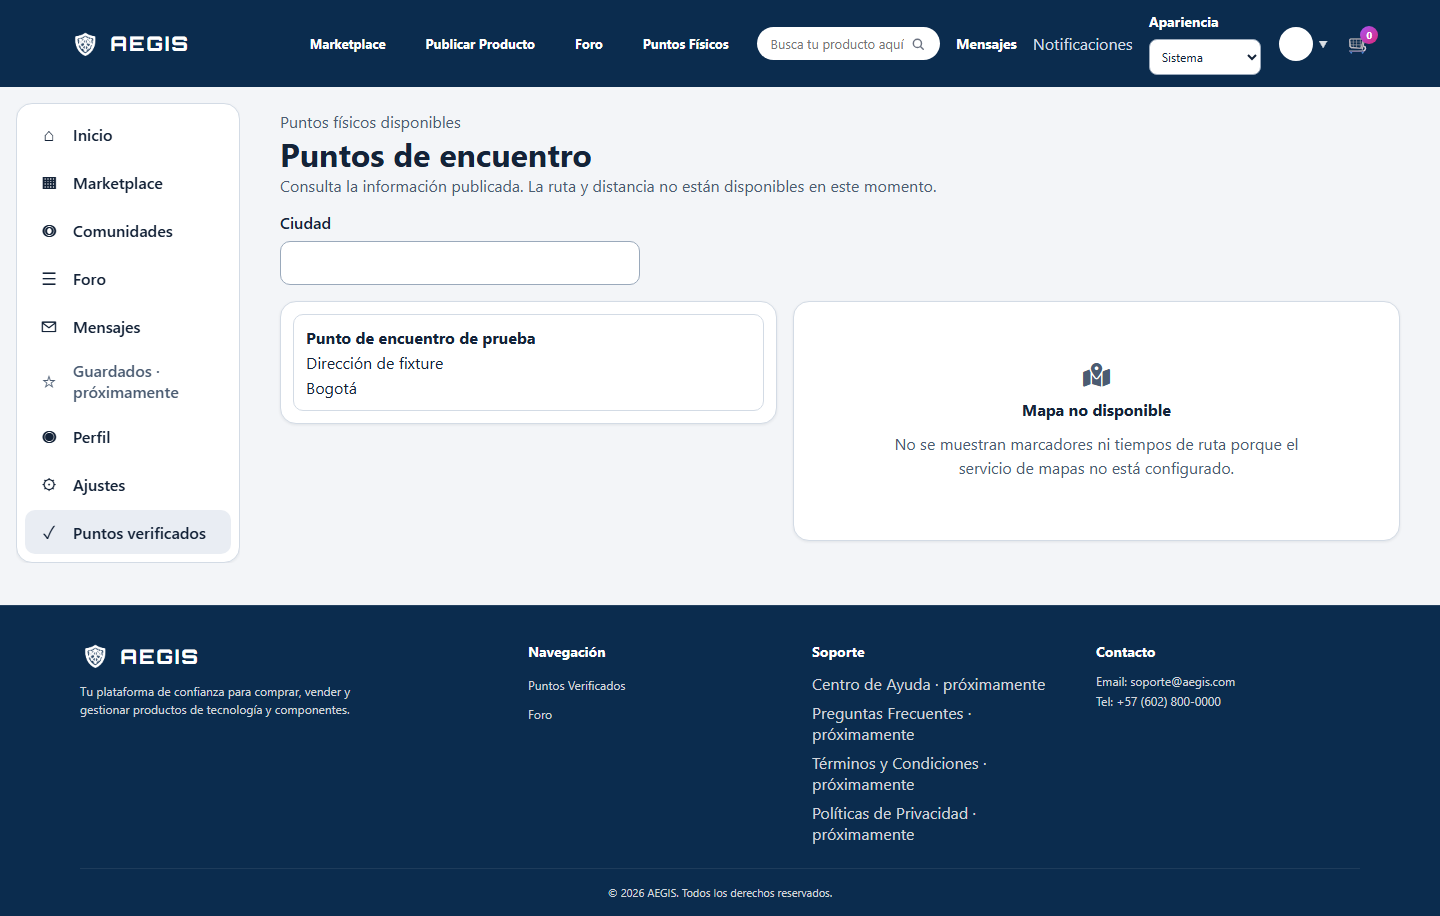 AEGIS
Marketplace
Publicar Producto
Foro
Puntos Físicos
Busca tu producto aquí
Mensajes
Notificaciones
Apariencia
Sistema
0
Inicio
Marketplace
Comunidades
Foro
Mensajes
Guardados ·
próximamente
Perfil
Ajustes
Puntos verificados
Puntos físicos disponibles
Puntos de encuentro
Consulta la información publicada. La ruta y distancia no están disponibles en este momento.
Ciudad
Punto de encuentro de prueba
Dirección de fixture
Bogotá
Mapa no disponible
No se muestran marcadores ni tiempos de ruta porque el
servicio de mapas no está configurado.
AEGIS
Tu plataforma de confianza para comprar, vender y
gestionar productos de tecnología y componentes.
Navegación
Puntos Verificados
Foro
Soporte
Centro de Ayuda · próximamente
Preguntas Frecuentes ·
próximamente
Términos y Condiciones ·
próximamente
Políticas de Privacidad ·
próximamente
Contacto
Email: soporte@aegis.com
Tel: +57 (602) 800-0000
© 2026 AEGIS. Todos los derechos reservados.